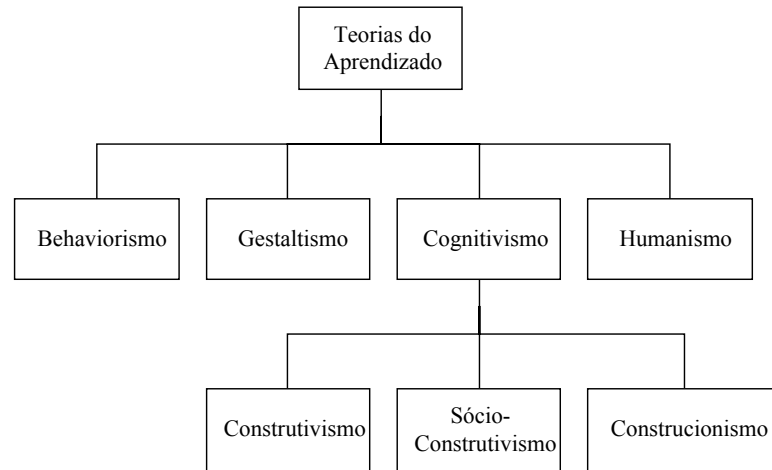 Teorias do
Aprendizado
Behaviorismo
Gestaltismo
Cognitivismo
Humanismo
Construtivismo
Sócio-
Construtivismo
Construcionismo